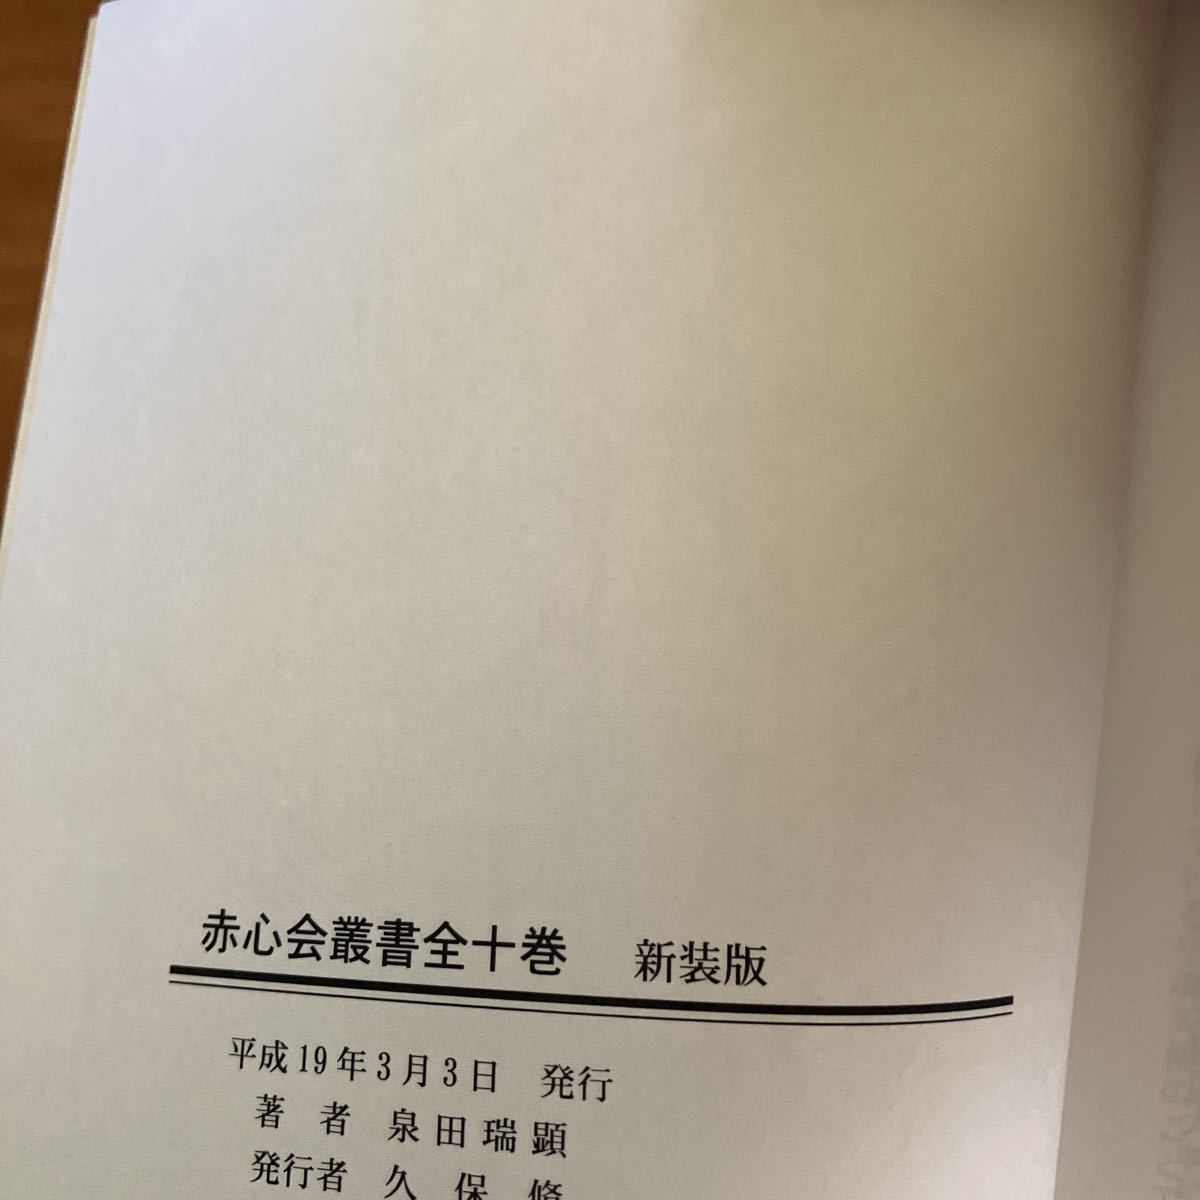 赤心会叢書全十巻 新装版
平成19年3月3日 発行
著者 泉田瑞顕
発行者 久保脩